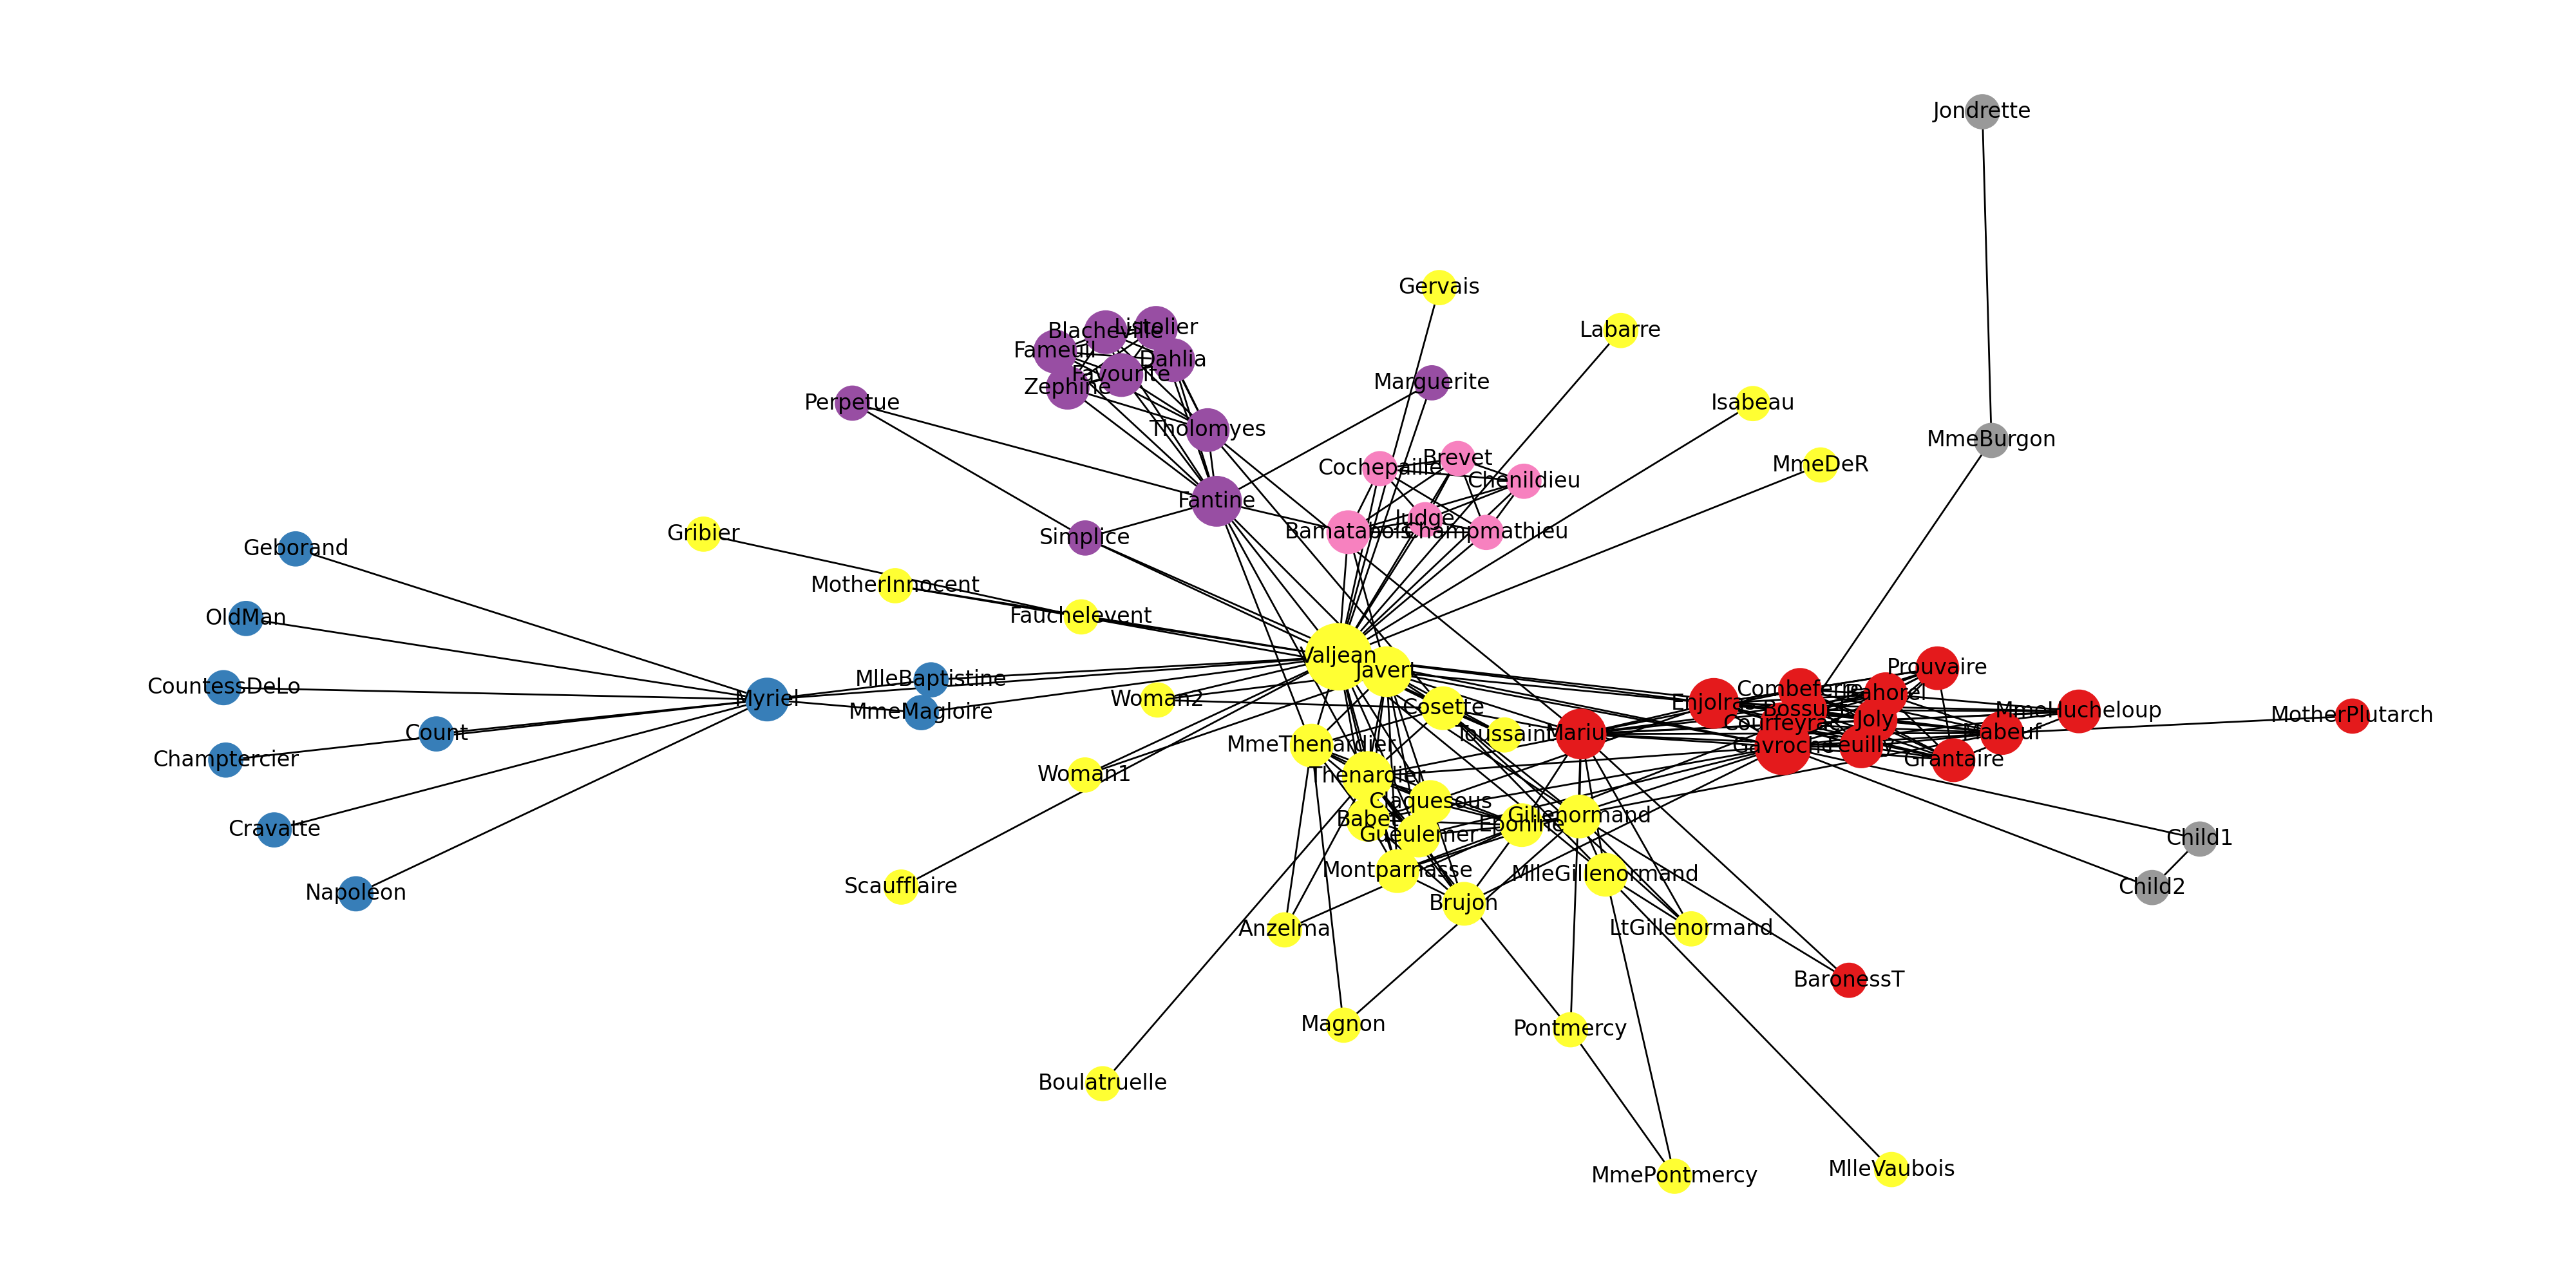 Jondrette
Gervais
Labarre
Blacheville
Listolier
Fameuil
Dahlia
Favourite
Zephine
Marguerite
Perpetue
Isabeau
Tholomyes
MmeBurgon
Brevet
Cochepaille
MmeDeR
Chenildieu
Fantine
Judge
Bamatabois
Champmathieu
Gribier
Simplice
Geborand
MotherInnocent
Fauchelevent
OldMan
Valjean
Javert
Prouvaire
MlleBaptistine
CountessDeLo
Combeferre
Bahorel
Myriel
Woman2
Enjolras
Cosette
MmeMagloire
Bossuet
MmeHucheloup
MotherPlutarch
Joly
Courfeyrac
Count
Toussaint
Marius
Mabeuf
MmeThenardier
Gavroche
Feuilly
Champtercier
Grantaire
Woman1
Thenardier
Claquesous
Gillenormand
Babet
Eponine
Cravatte
Gueulemer
Child1
Montparnasse
MlleGillenormand
Scaufflaire
Child2
Napoleon
Brujon
Anzelma
LtGillenormand
BaronessT
Magnon
Pontmercy
Boulatruelle
MlleVaubois
MmePontmercy